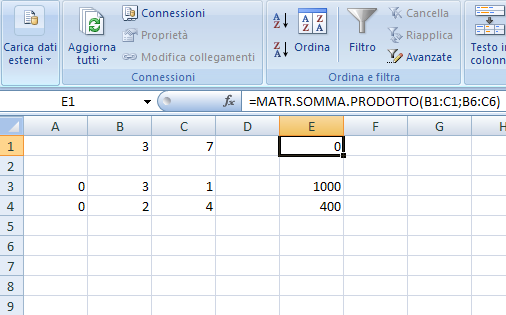 Connessioni
Cancella
Carica dati esterni
Aggiorna tutti
Proprietà
Ordina
Filtro
Riapplica
Testo in
colonn
Modifica collegamenti
Avanzate
Connessioni
Ordina e filtra
E1 fx =MATR.SOMMA.PRODOTTO(B1:C1;B6:C6)
A B C D E F G H
1 3 7 0
2
3 0 3 1 1000
4 0 2 4 400
5
6
7
8
9